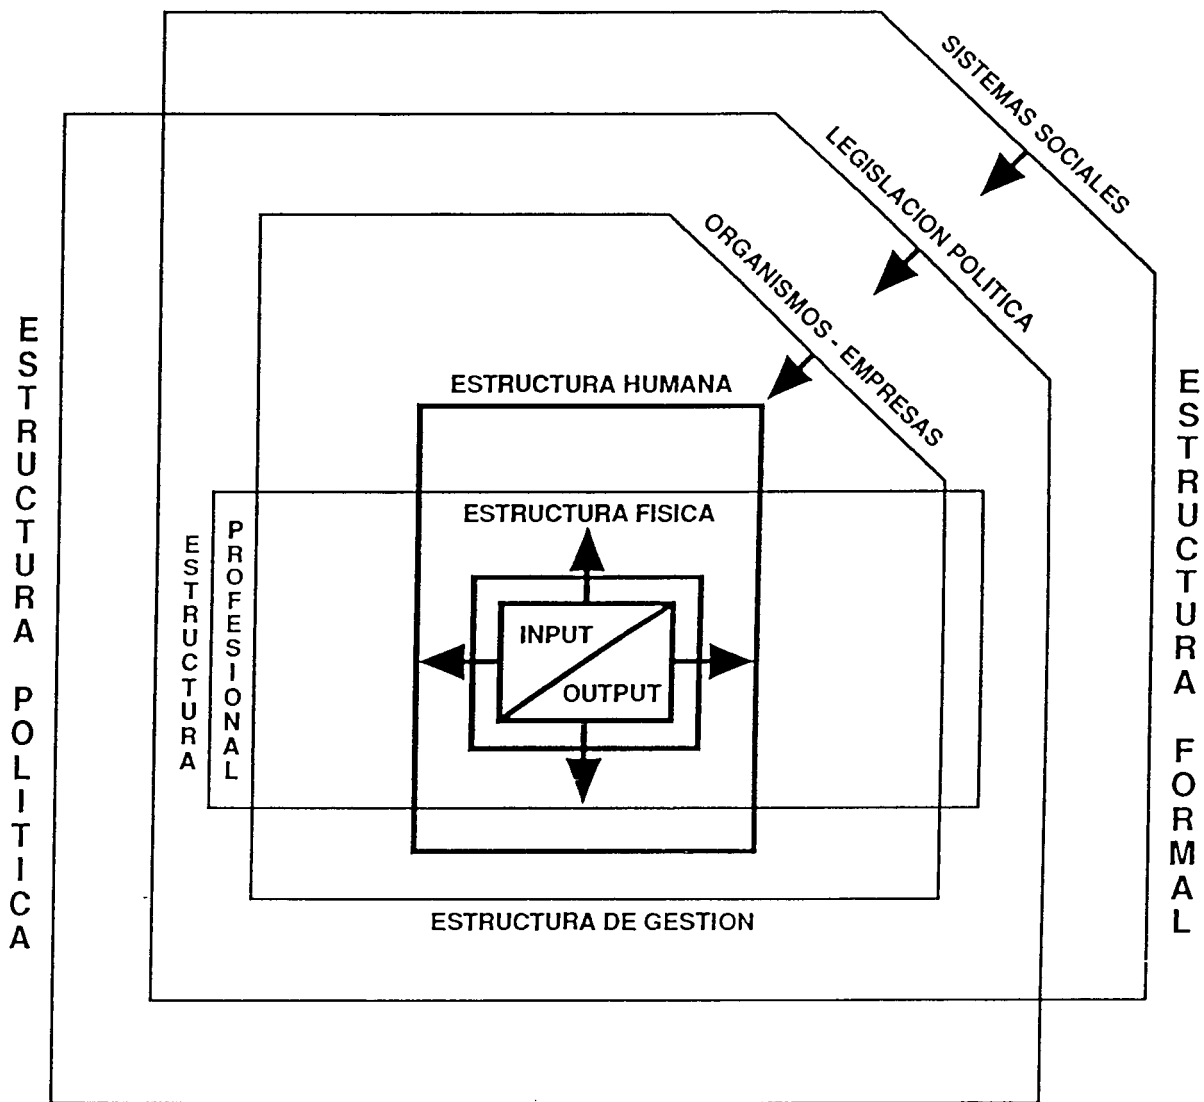 SISTEMAS SOCIALES
LEGISLACION POLITICA
ORGANISMOS - EMPRESAS
ESTRUCTURA POLITICA
ESTRUCTURA FORMAL
ESTRUCTURA HUMANA
ESTRUCTURA FISICA
ESTRUCTURA
PROFESIONAL
INPUT
OUTPUT
ESTRUCTURA DE GESTION